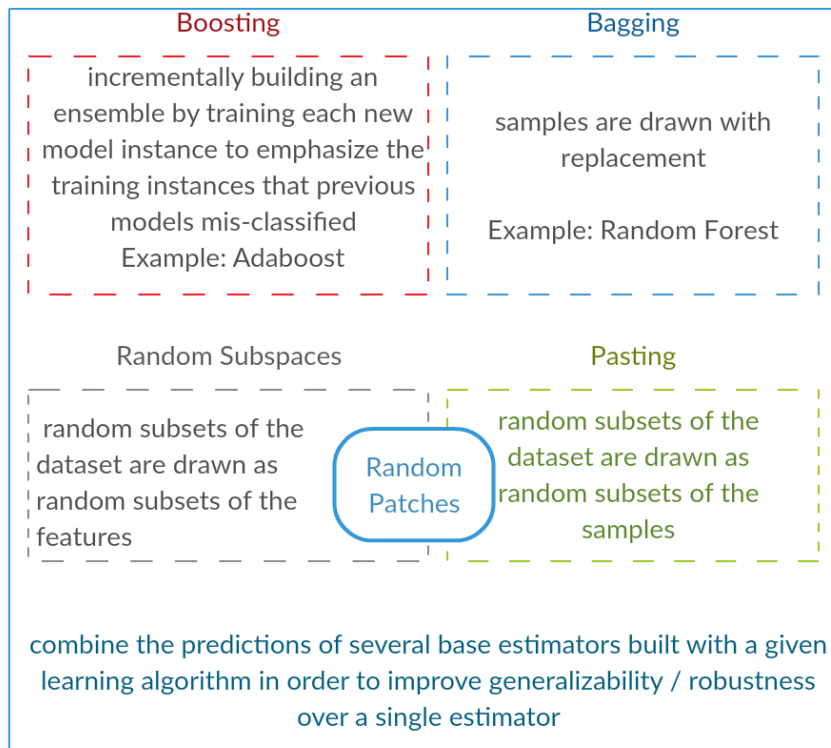 Boosting
incrementally building an
ensemble by training each new
model instance to emphasize the
training instances that previous
models mis-classified
Example: Adaboost
Bagging
samples are drawn with
replacement
Example: Random Forest
Random Subspaces
random subsets of the
dataset are drawn as
random subsets of the
features
Random
Patches
Pasting
random subsets of the
dataset are drawn as
random subsets of the
samples
combine the predictions of several base estimators built with a given
learning algorithm in order to improve generalizability / robustness
over a single estimator